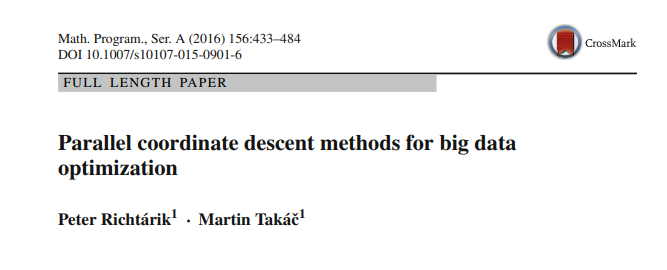 Math. Program., Ser. A (2016) 156:433–484
DOI 10.1007/s10107-015-0901-6
CrossMark
FULL LENGTH PAPER
Parallel coordinate descent methods for big data
optimization
Peter Richtárik1 · Martin Takáč1